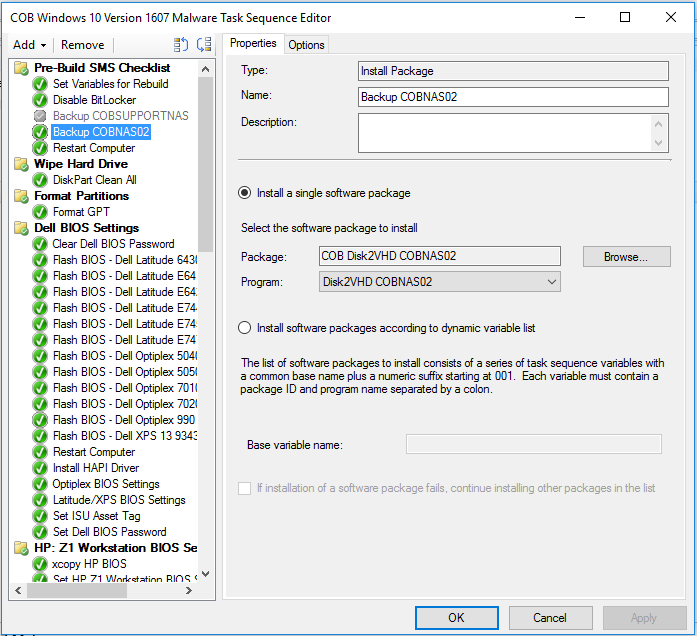 COB Windows 10 Version 1607 Malware Task Sequence Editor
Add
Remove
Pre-Build SMS Checklist
Set Variables for Rebuild
Disable BitLocker
Backup COBSUPPORTNAS
Backup COBNAS02
Restart Computer
Wipe Hard Drive
DiskPart Clean All
Format Partitions
Format GPT
Dell BIOS Settings
Clear Dell BIOS Password
Flash BIOS - Dell Latitude 6430
Flash BIOS - Dell Latitude E64
Flash BIOS - Dell Latitude E642
Flash BIOS - Dell Latitude E744
Flash BIOS - Dell Latitude E745
Flash BIOS - Dell Latitude E747
Flash BIOS - Dell Optiplex 5040
Flash BIOS - Dell Optiplex 5050
Flash BIOS - Dell Optiplex 7010
Flash BIOS - Dell Optiplex 7020
Flash BIOS - Dell Optiplex 990
Flash BIOS - Dell XPS 13 9343
Restart Computer
Install HAPI Driver
Optiplex BIOS Settings
Latitude/XPS BIOS Settings
Set ISU Asset Tag
Set Dell BIOS Password
HP: Z1 Workstation BIOS Se
xcopy HP BIOS
Set HP Z1 Workstation BIOS S
Properties
Options
Type:
Install Package
Name:
Backup COBNAS02
Description:
Install a single software package
Select the software package to install
Package:
COB Disk2VHD COBNAS02
Browse...
Program:
Disk2VHD COBNAS02
Install software packages according to dynamic variable list
The list of software packages to install consists of a series of task sequence variables with
a common base name plus a numeric suffix starting at 001. Each variable must contain a
package ID and program name separated by a colon.
Base variable name:
If installation of a software package fails, continue installing other packages in the list
OK
Cancel
Apply